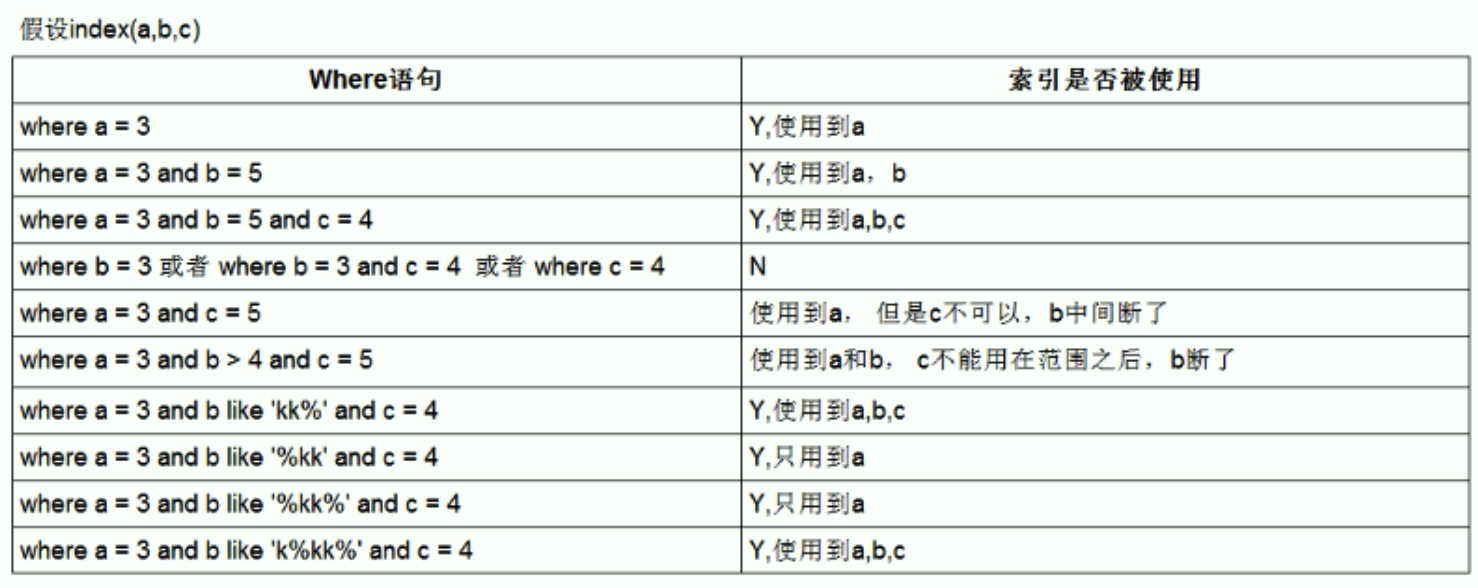 假设index(a,b,c)
Where语句 索引是否被使用
where a = 3 Y,使用到a
where a = 3 and b = 5 Y,使用到a，b
where a = 3 and b = 5 and c = 4 Y,使用到a,b,c
where b = 3 或者 where b = 3 and c = 4 或者 where c = 4 N
where a = 3 and c = 5 使用到a， 但是c不可以，b中间断了
where a = 3 and b > 4 and c = 5 使用到a和b， c不能用在范围之后，b断了
where a = 3 and b like 'kk%' and c = 4 Y,使用到a,b,c
where a = 3 and b like '%kk' and c = 4 Y,只用到a
where a = 3 and b like '%kk%' and c = 4 Y,只用到a
where a = 3 and b like 'k%kk%' and c = 4 Y,使用到a,b,c